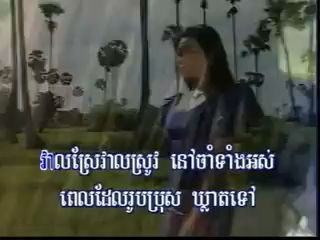 វាលស្រែវាលស្រូវ នៅចាំទាំងអស់
ពេលដែលរូបប្រុស ឃ្លាតទៅ